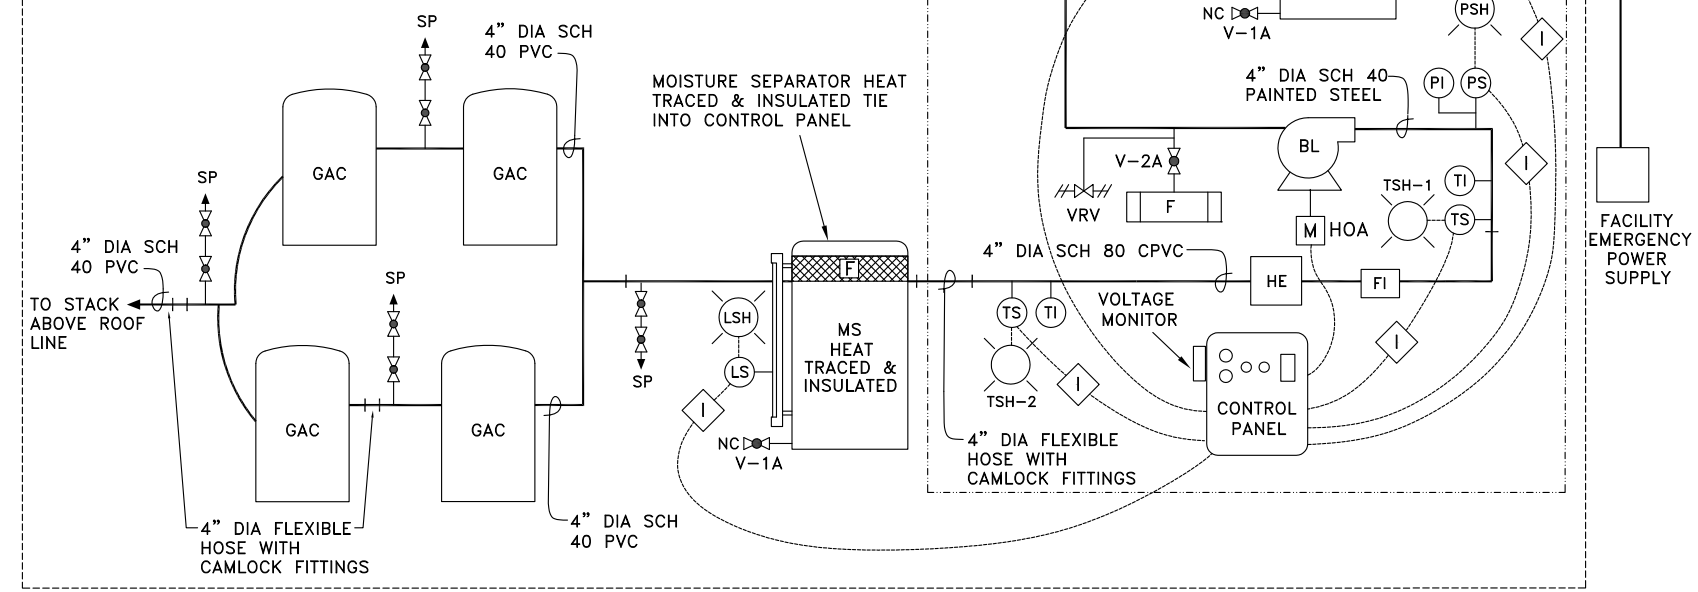 SP
4” DIA SCH
40 PVC
NC
V-1A
PSH
I
MOISTURE SEPARATOR HEAT
TRACED & INSULATED TIE
INTO CONTROL PANEL
4” DIA SCH 40
PAINTED STEEL
PI
PS
GAC
GAC
BL
V-2A
I
SP
TSH-1
TI
F
VRV
M
HOA
TS
FACILITY
EMERGENCY
POWER
SUPPLY
4” DIA SCH
40 PVC
4” DIA SCH 80 CPVC
F
HE
FI
SP
TO STACK
ABOVE ROOF
LINE
VOLTAGE
MONITOR
LSH
TS
TI
MS
HEAT
TRACED &
INSULATED
I
LS
SP
TSH-2
I
I
CONTROL
PANEL
GAC
GAC
NC
V-1A
4” DIA FLEXIBLE
HOSE WITH
CAMLOCK FITTINGS
4” DIA FLEXIBLE
HOSE WITH
CAMLOCK FITTINGS
4” DIA SCH
40 PVC